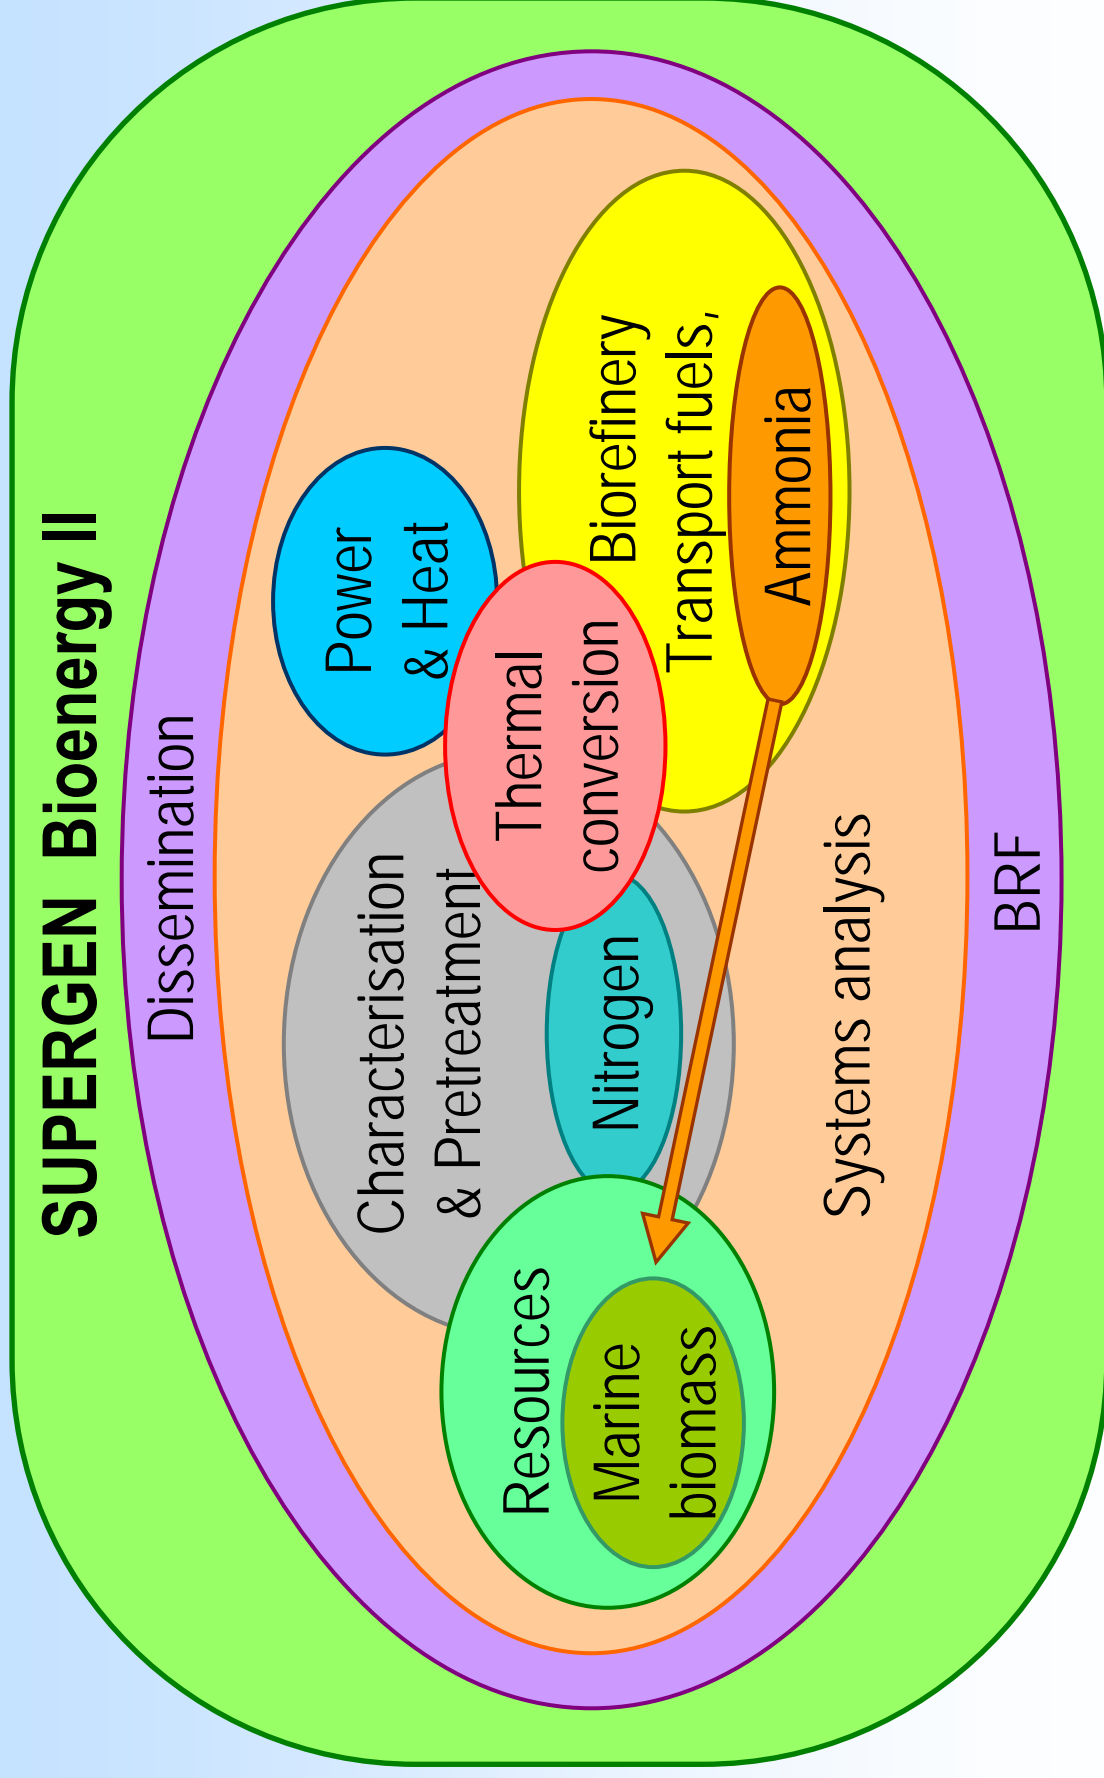 SUPERGEN Bioenergy II
Dissemination
Characterisation
& Pretreatment
Power
& Heat
Resources
Marine
biomass
Nitrogen
Thermal
conversion
Biorefinery
Transport fuels,
Ammonia
Systems analysis
BRF